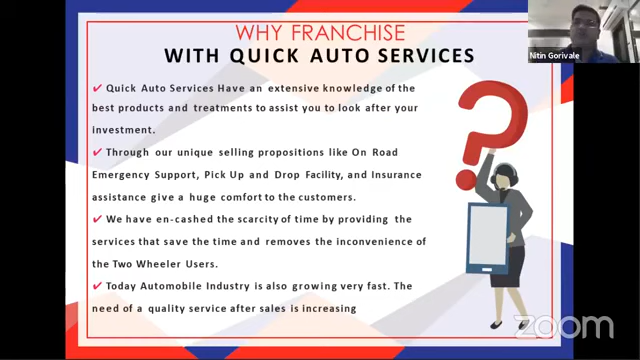 WHY FRANCHISE
WITH QUICK AUTO SERVICES
✓ Quick Auto Services Have an extensive knowledge of the
best products and treatments to assist you to look after your
investment.
✓ Through our unique selling propositions like On Road
Emergency Support, Pick Up and Drop Facility, and Insurance
assistance give a huge comfort to the customers.
✓ We have en-cashed the scarcity of time by providing the
services that save the time and removes the inconvenience of
the Two Wheeler Users.
✓ Today Automobile Industry is also growing very fast. The
need of a quality service after sales is increasing
Nitin Gorivale
zoom